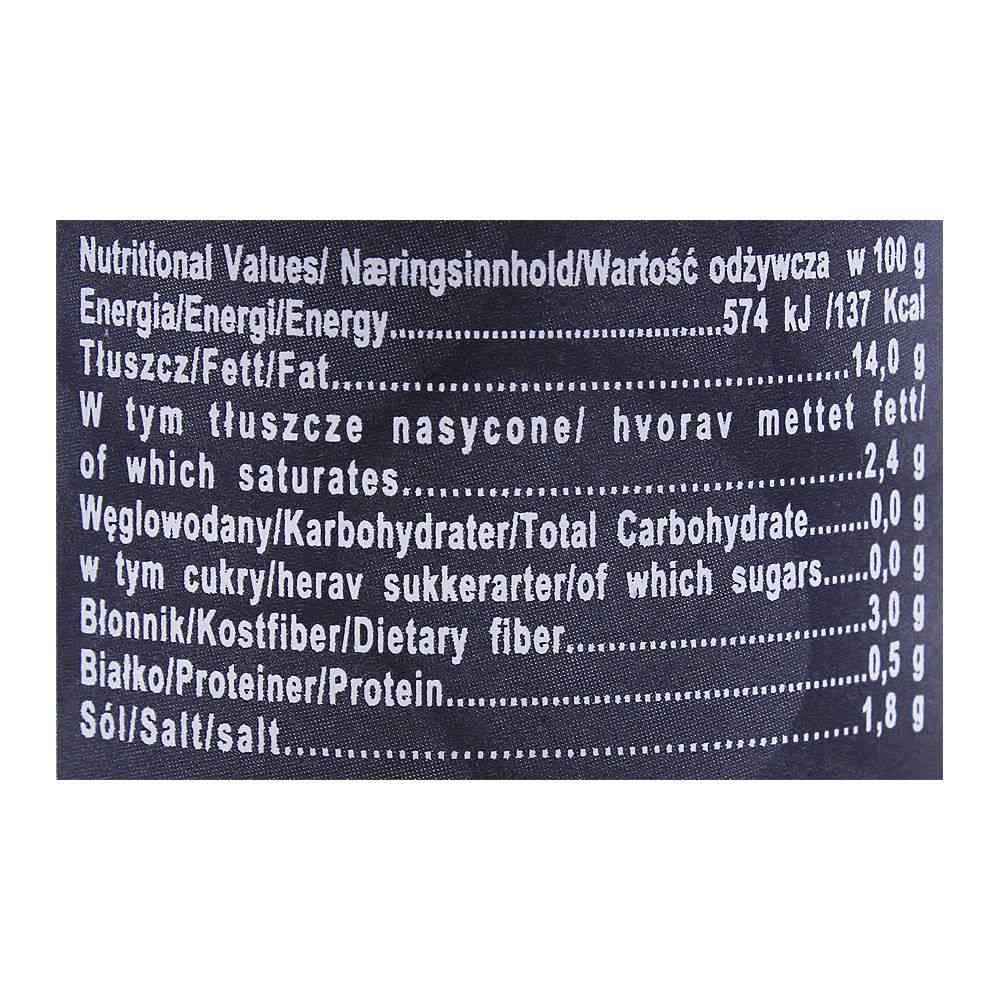 Nutritional Values/ Næringsinnhold/Wartość odżywcza w 100 g
Energia/Energi/Energy.................................574 kJ /137 Kcal
Tłuszcz/Fett/Fat....................................................14,0 g
W tym tłuszcze nasycone/ hvorav mettet fett/
of which saturates..............................................2,4 g
Węglowodany/Karbohydrater/Total Carbohydrate........0,0 g
w tym cukry/herav sukkerarter/of which sugars......0,0 g
Błonnik/Kostfiber/Dietary fiber..............................3,0 g
Białko/Proteiner/Protein..........................................0,5 g
Sól/Salt/salt.........................................................1,8 g